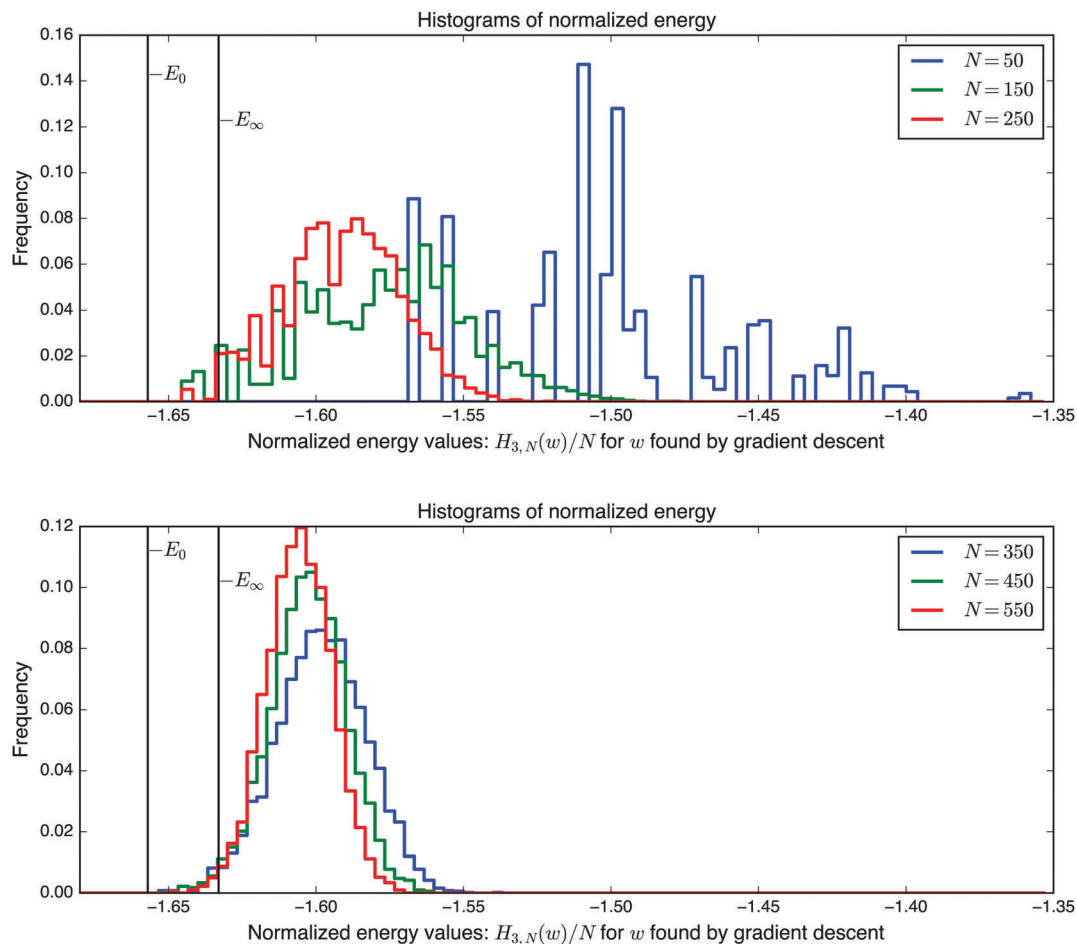 Histograms of normalized energy
0.16
0.14
0.12
0.10
0.08
0.06
0.04
0.02
0.00
Frequency
−E₀
−E∞
N = 50
N = 150
N = 250
−1.65 −1.60 −1.55 −1.50 −1.45 −1.40 −1.35
Normalized energy values: H₃,N(w)/N for w found by gradient descent
Histograms of normalized energy
0.12
0.10
0.08
0.06
0.04
0.02
0.00
Frequency
−E₀
−E∞
N = 350
N = 450
N = 550
−1.65 −1.60 −1.55 −1.50 −1.45 −1.40 −1.35
Normalized energy values: H₃,N(w)/N for w found by gradient descent